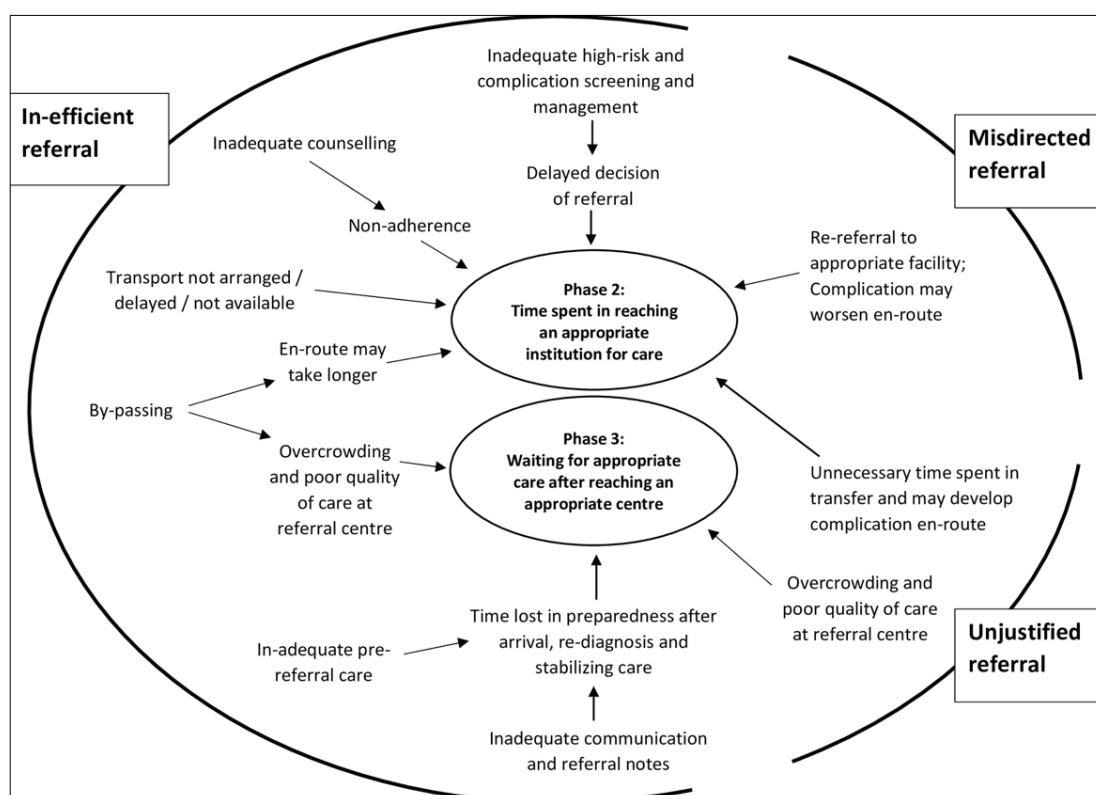 Inadequate high-risk and
complication screening and
management
In-efficient
referral
Misdirected
referral
Inadequate counselling
Delayed decision
of referral
Non-adherence
Re-referral to
appropriate facility;
Complication may
worsen en-route
Transport not arranged /
delayed / not available
Phase 2:
Time spent in reaching
an appropriate
institution for care
En-route may
take longer
By-passing
Phase 3:
Waiting for appropriate
care after reaching an
appropriate centre
Overcrowding
and poor quality
of care at
referral centre
Unnecessary time spent in
transfer and may develop
complication en-route
Overcrowding and
poor quality of care
at referral centre
Time lost in preparedness after
arrival, re-diagnosis and
stabilizing care
In-adequate pre-
referral care
Unjustified
referral
Inadequate communication
and referral notes